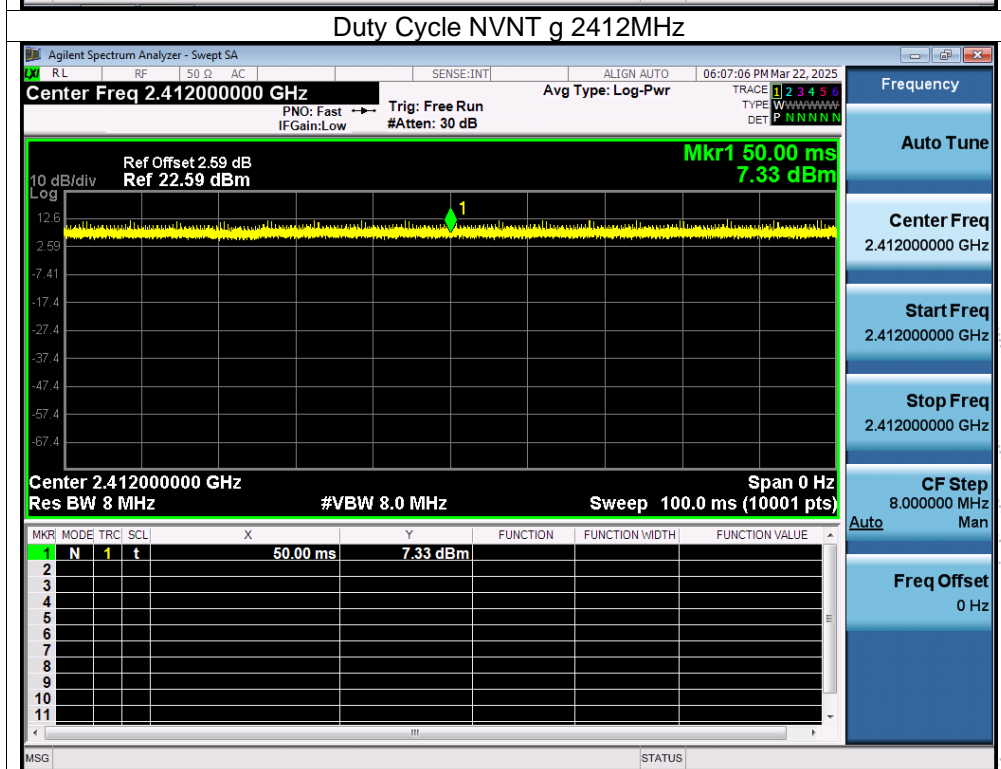 Duty Cycle NVNT g 2412MHz
Agilent Spectrum Analyzer - Swept SA
LXI RL RF 50 Ω AC SENSE:INT ALIGN AUTO 06:07:06 PM Mar 22, 2025
Center Freq 2.412000000 GHz Avg Type: Log-Pwr TRACE 1 2 3 4 5 6
PNO: Fast Trig: Free Run TYPE WWWWWW
IFGain:Low #Atten: 30 dB DET P N N N N N
Frequency
Ref Offset 2.59 dB Mkr1 50.00 ms
10 dB/div Ref 22.59 dBm 7.33 dBm
Log
1
12.6
2.59
-7.41
-17.4
-27.4
-37.4
-47.4
-57.4
-67.4
Center 2.412000000 GHz Span 0 Hz
Res BW 8 MHz #VBW 8.0 MHz Sweep 100.0 ms (10001 pts)
MKR MODE TRC SCL X Y FUNCTION FUNCTION WIDTH FUNCTION VALUE
1 N 1 t 50.00 ms 7.33 dBm
2
3
4
5
6
7
8
9
10
11
MSG STATUS
Auto Tune
Center Freq
2.412000000 GHz
Start Freq
2.412000000 GHz
Stop Freq
2.412000000 GHz
CF Step
8.000000 MHz
Auto Man
Freq Offset
0 Hz